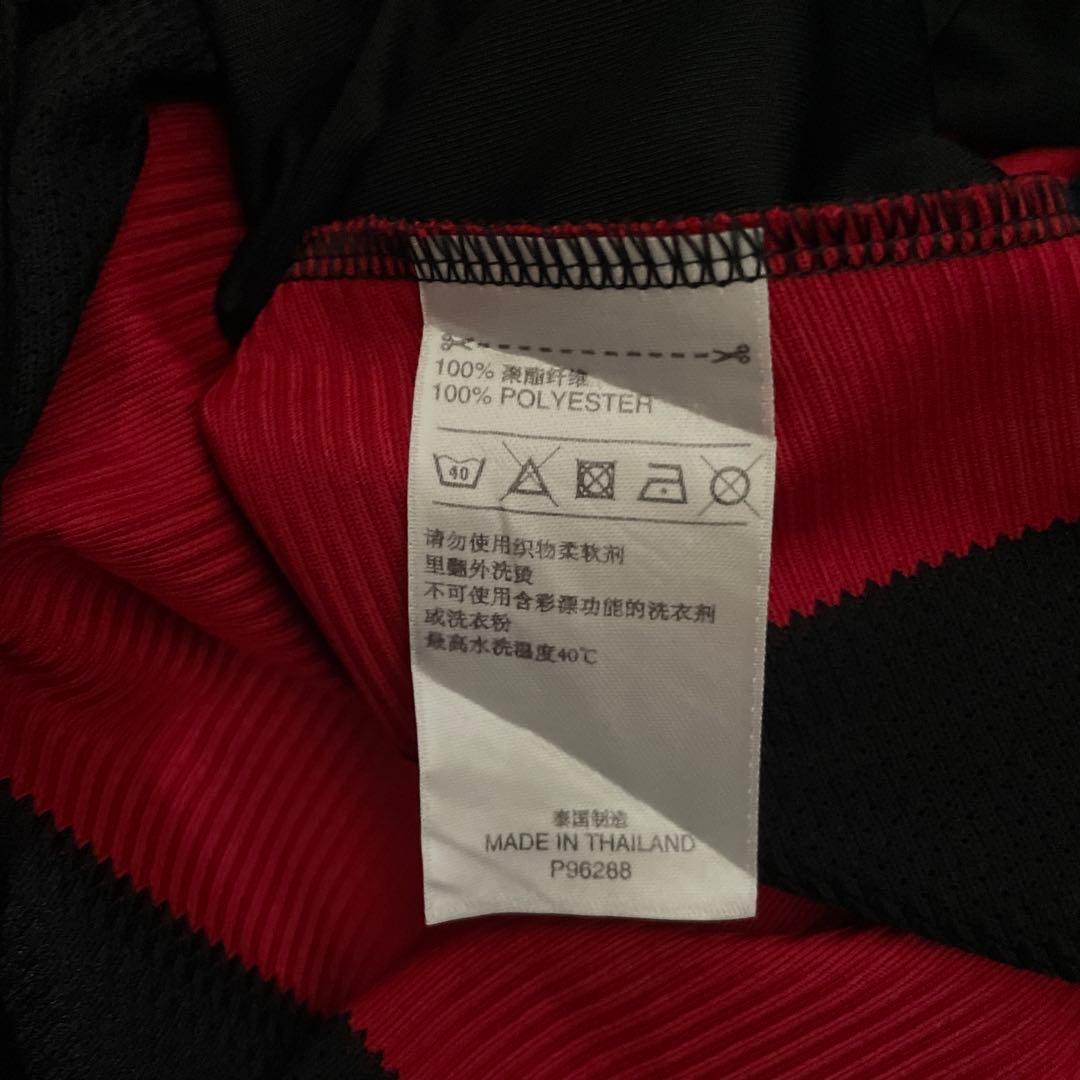 100% 聚酯纤维
100% POLYESTER
40
请勿使用织物柔软剂
里翻外洗烫
不可使用含彩漂功能的洗衣剂
或洗衣粉
最高水洗温度40℃
泰国制造
MADE IN THAILAND
P96288